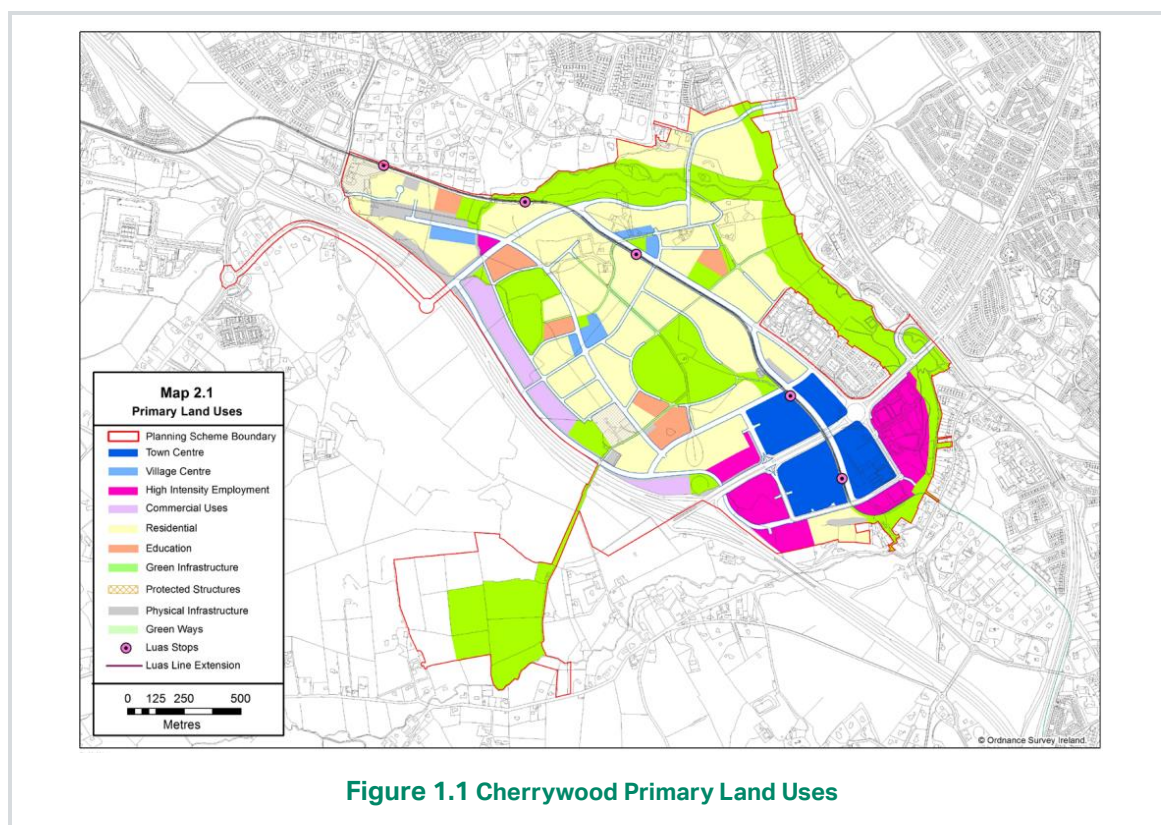 Map 2.1
Primary Land Uses
Planning Scheme Boundary
Town Centre
Village Centre
High Intensity Employment
Commercial Uses
Residential
Education
Green Infrastructure
Protected Structures
Physical Infrastructure
Green Ways
Luas Stops
Luas Line Extension
0 125 250 500
Metres
© Ordnance Survey Ireland.
Figure 1.1 Cherrywood Primary Land Uses